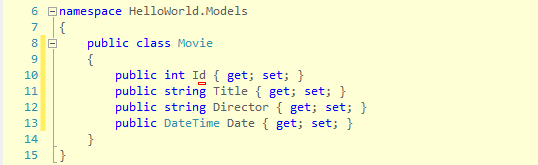 6 namespace HelloWorld.Models
7 {
8 public class Movie
9 {
10 public int Id { get; set; }
11 public string Title { get; set; }
12 public string Director { get; set; }
13 public DateTime Date { get; set; }
14 }
15 }